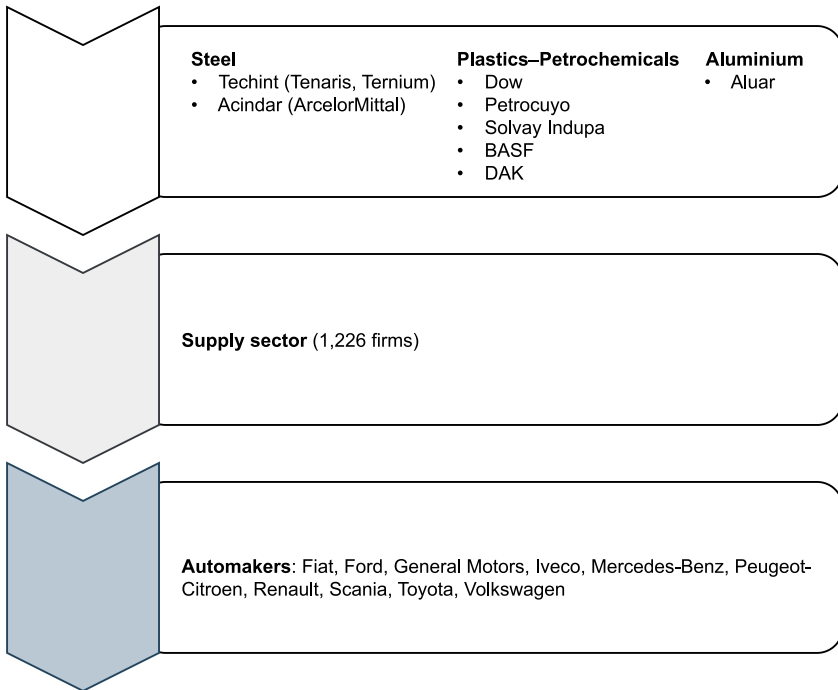 Steel
• Techint (Tenaris, Ternium)
• Acindar (ArcelorMittal)
Plastics–Petrochemicals
• Dow
• Petrocuyo
• Solvay Indupa
• BASF
• DAK
Aluminium
• Aluar
Supply sector (1,226 firms)
Automakers: Fiat, Ford, General Motors, Iveco, Mercedes-Benz, Peugeot-
Citroen, Renault, Scania, Toyota, Volkswagen